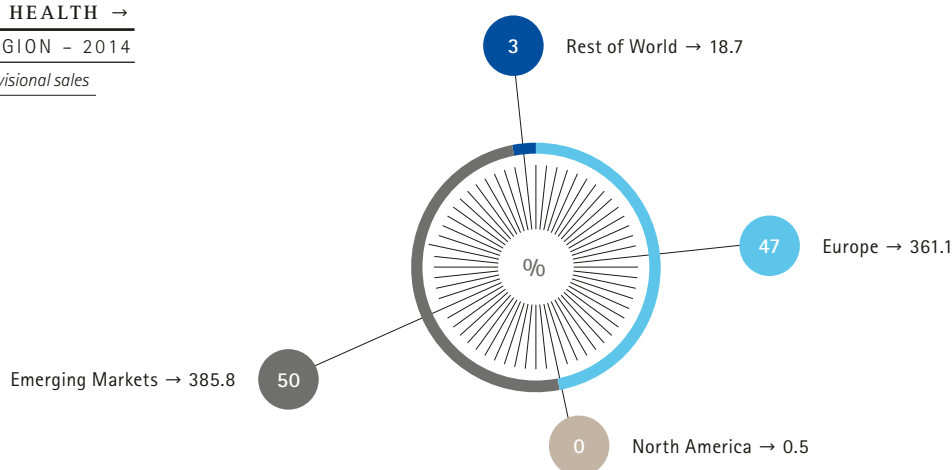 HEALTH →
GION – 2014
visional sales
3
Rest of World → 18.7
47
Europe → 361.1
%
Emerging Markets → 385.8
50
0
North America → 0.5